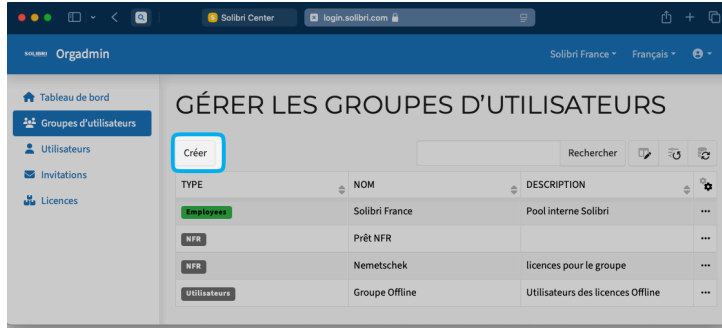 Solibri Center
login.solibri.com
SOLIBRI Orgadmin
Solibri France
Français
Tableau de bord
Groupes d'utilisateurs
Utilisateurs
Invitations
Licences
GÉRER LES GROUPES D'UTILISATEURS
Créer
Rechercher
TYPE NOM DESCRIPTION
Employees Solibri France Pool interne Solibri
NFR Prêt NFR
NFR Nemetschek licences pour le groupe
Utilisateurs Groupe Offline Utilisateurs des licences Offline